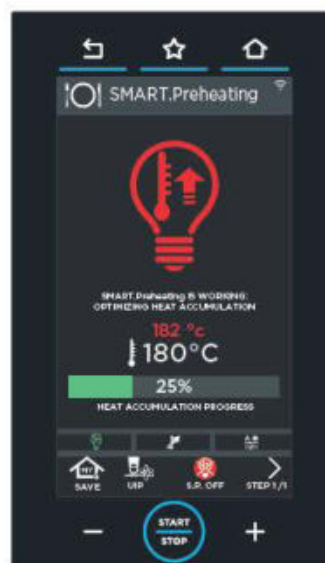 SMART.Preheating
SMART.Preheating IS WORKING:
OPTIMIZING HEAT ACCUMULATION
182 °c
180°C
25%
HEAT ACCUMULATION PROGRESS
MY
SAVE
UIP
S.P. OFF
STEP 1/1
START
STOP